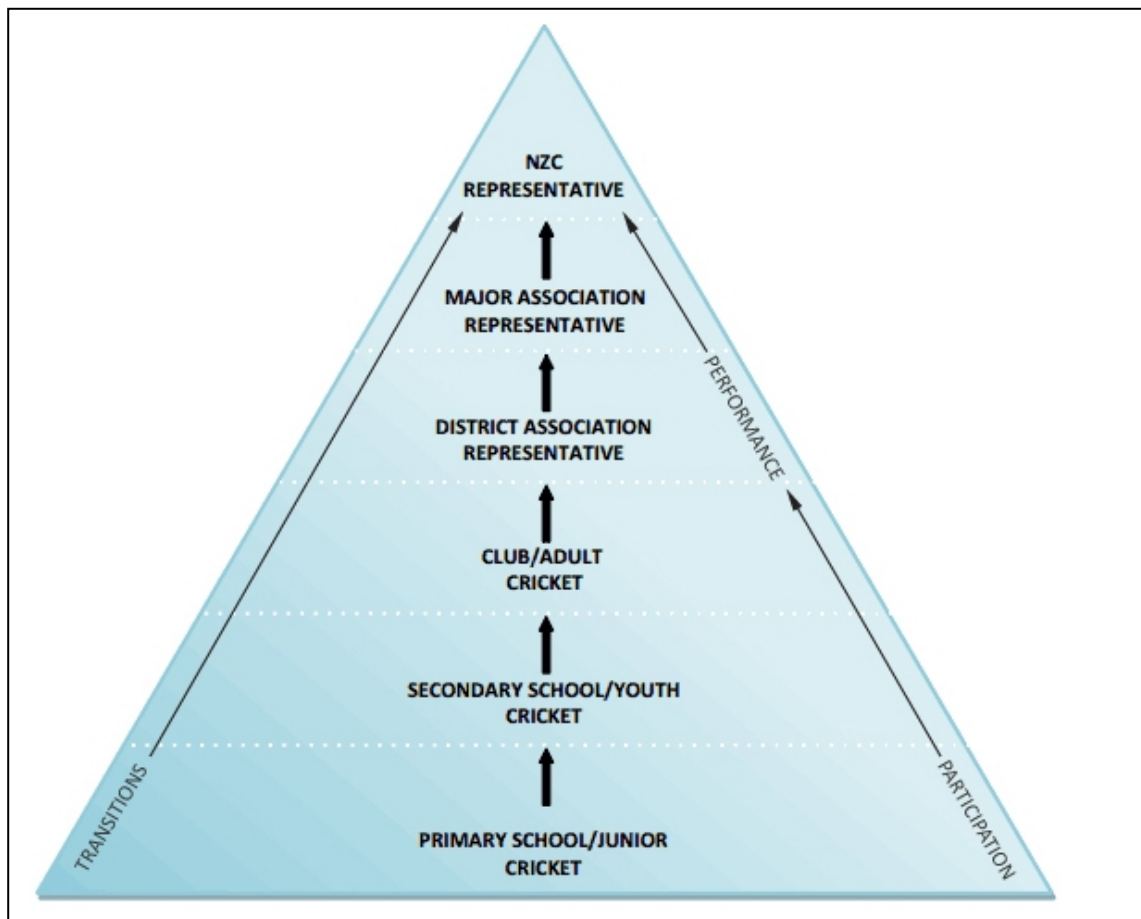 NZC
REPRESENTATIVE
MAJOR ASSOCIATION
REPRESENTATIVE
PERFORMANCE
DISTRICT ASSOCIATION
REPRESENTATIVE
CLUB/ADULT
CRICKET
SECONDARY SCHOOL/YOUTH
CRICKET
TRANSITIONS
PARTICIPATION
PRIMARY SCHOOL/JUNIOR
CRICKET